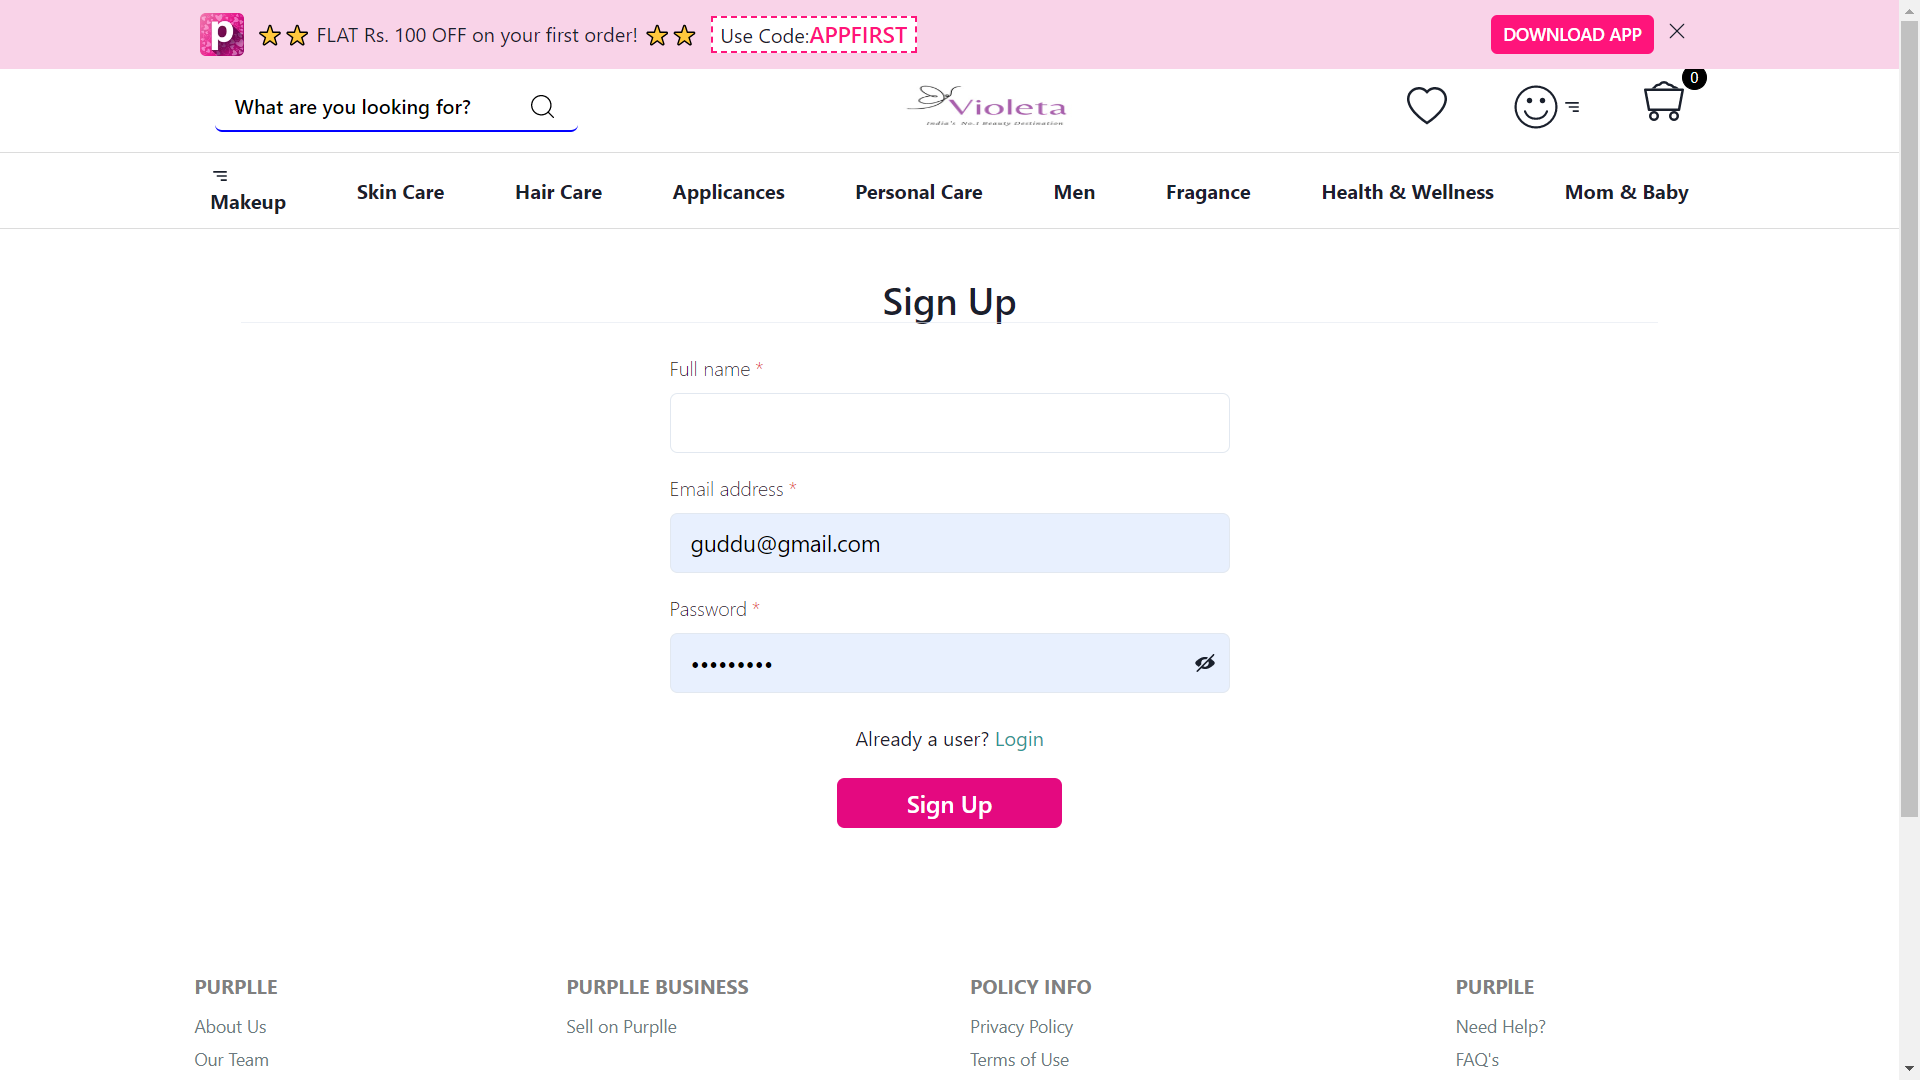 p FLAT Rs. 100 OFF on your first order! Use Code:APPFIRST DOWNLOAD APP
What are you looking for? Violeta 0
India's No.1 Beauty Destination
Makeup Skin Care Hair Care Applicances Personal Care Men Fragance Health & Wellness Mom & Baby
Sign Up
Full name *
Email address *
guddu@gmail.com
Password *
•••••••••
Already a user? Login
Sign Up
PURPLLE PURPLLE BUSINESS POLICY INFO PURPlLE
About Us Sell on Purplle Privacy Policy Need Help?
Our Team Terms of Use FAQ's